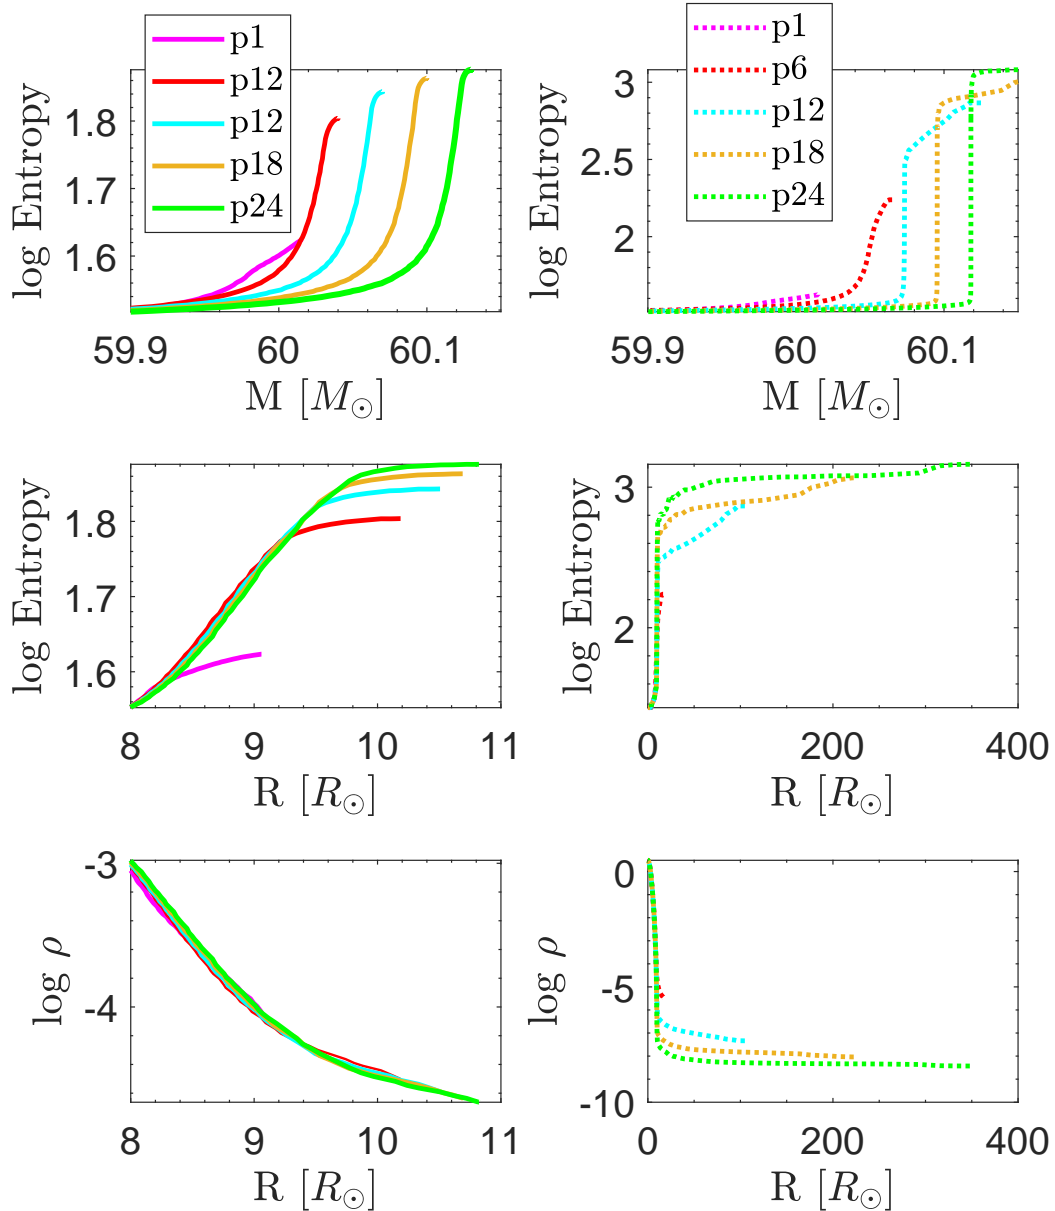 p1
p12
p12
p18
p24
log Entropy
1.8
1.7
1.6
59.9 60 60.1
M [M☉]
p1
p6
p12
p18
p24
log Entropy
3
2.5
2
59.9 60 60.1
M [M☉]
log Entropy
1.8
1.7
1.6
8 9 10 11
R [R☉]
log Entropy
3
2
0 200 400
R [R☉]
log ρ
-3
-4
8 9 10 11
R [R☉]
log ρ
0
-5
-10
0 200 400
R [R☉]